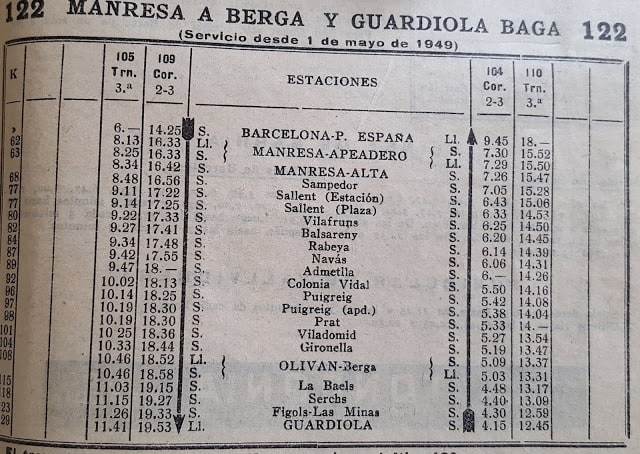 122 MANRESA A BERGA Y GUARDIOLA BAGA 122
(Servicio desde 1 de mayo de 1949)
K 105 Trn. 3.ª 109 Cor. 2-3 ESTACIONES 104 Cor. 2-3 110 Trn. 3.ª
» 6.— 14.25 S. BARCELONA-P. ESPAÑA Ll. 9.45 18.—
62 8.13 16.33 Ll. MANRESA-APEADERO S. 7.30 15.52
63 8.25 16.33 S. Ll. 7.29 15.50
8.34 16.42 S. MANRESA-ALTA S. 7.26 15.47
68 8.48 16.56 S. Sampedor S. 7.05 15.28
77 9.11 17.22 S. Sallent (Estación) S. 6.43 15.06
77 9.14 17.25 S. Sallent (Plaza) S. 6.33 14.53
80 9.22 17.33 S. Vilafruns S. 6.25 14.50
82 9.27 17.41 S. Balsareny S. 6.20 14.45
84 9.34 17.48 S. Rabeya S. 6.14 14.39
87 9.42 17.55 S. Navás S. 6.06 14.31
89 9.47 18.— S. Admetlla S. 6.— 14.26
92 10.02 18.13 S. Colonia Vidal S. 5.50 14.16
96 10.14 18.25 S. Puigreig S. 5.42 14.08
97 10.19 18.30 S. Puigreig (apd.) S. 5.38 14.04
98 10.19 18.30 S. Prat S. 5.33 14.—
101 10 25 18.36 S. Viladomid S. 5.27 13.54
104 10.33 18.44 S. Gironella S. 5.19 13.47
108 10.46 18.52 Ll. OLIVAN-Berga S. 5.09 13.37
10.46 18.58 S. Ll. 5.03 13.31
115 11.03 19.15 S. La Baels S. 4.48 13.17
18 11.15 19.27 S. Serchs S. 4.40 13.09
23 11.26 19.33 S. Figols-Las Minas S. 4.30 12.59
29 11.41 19.53 Ll. GUARDIOLA S. 4.15 12.45